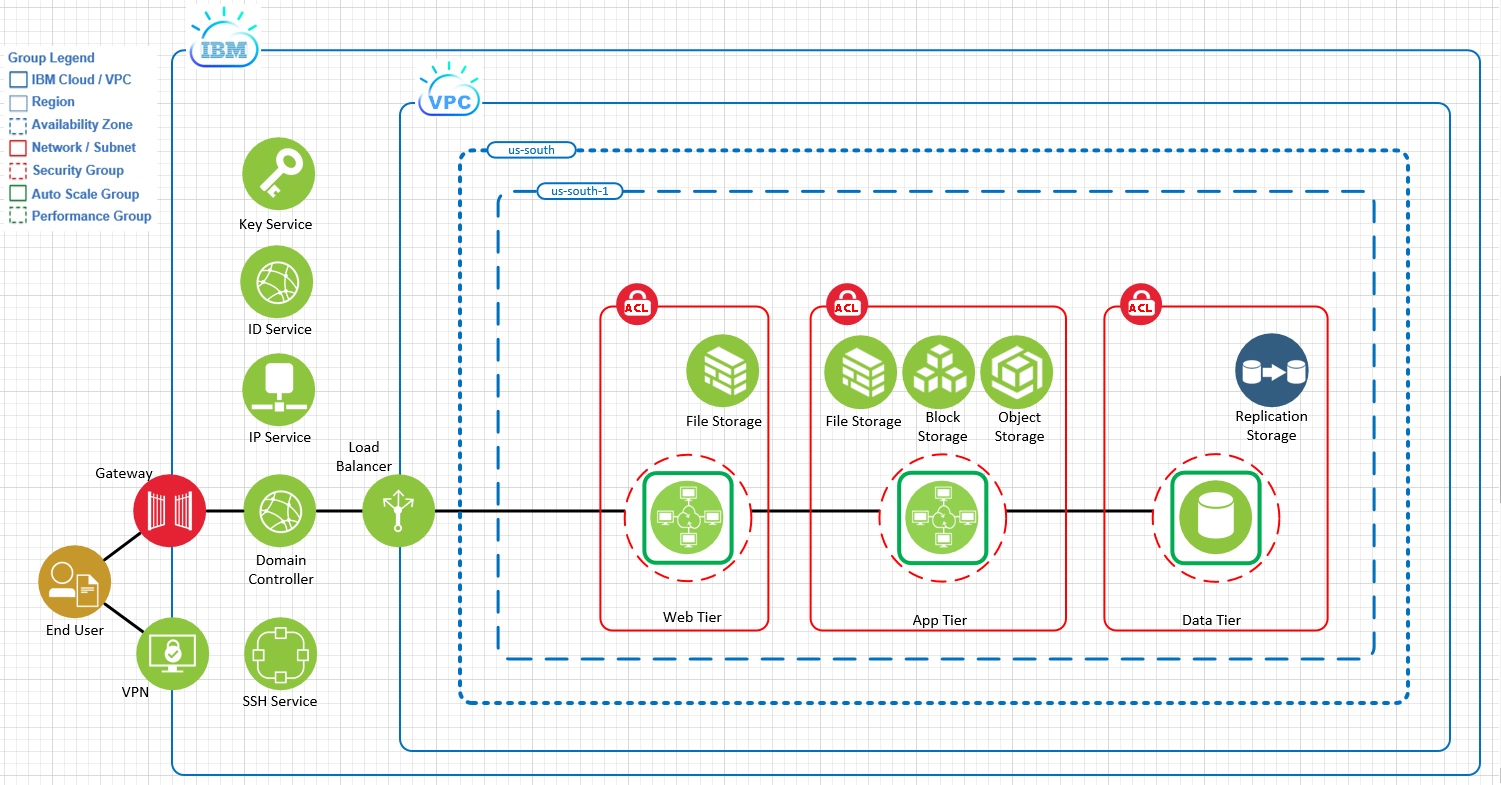 IBM
Group Legend
IBM Cloud / VPC
Region
Availability Zone
Network / Subnet
Security Group
Auto Scale Group
Performance Group
VPC
us-south
us-south-1
Key Service
ID Service
IP Service
Gateway
Load
Balancer
Domain
Controller
End User
VPN
SSH Service
ACL
File Storage
Web Tier
ACL
File Storage
Block
Storage
Object
Storage
App Tier
ACL
Replication
Storage
Data Tier